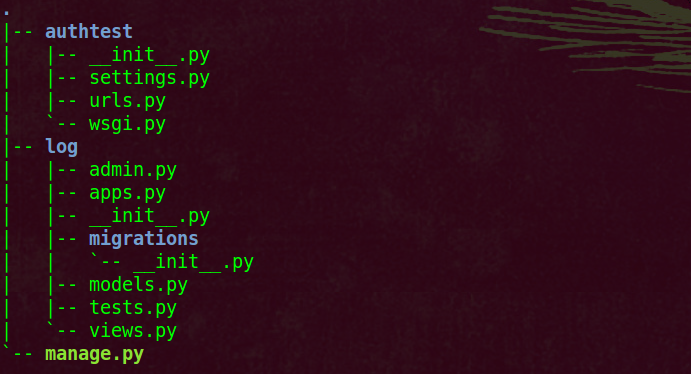 .
|-- authtest
|   |-- __init__.py
|   |-- settings.py
|   |-- urls.py
|   `-- wsgi.py
|-- log
|   |-- admin.py
|   |-- apps.py
|   |-- __init__.py
|   |-- migrations
|   |   `-- __init__.py
|   |-- models.py
|   |-- tests.py
|   `-- views.py
`-- manage.py